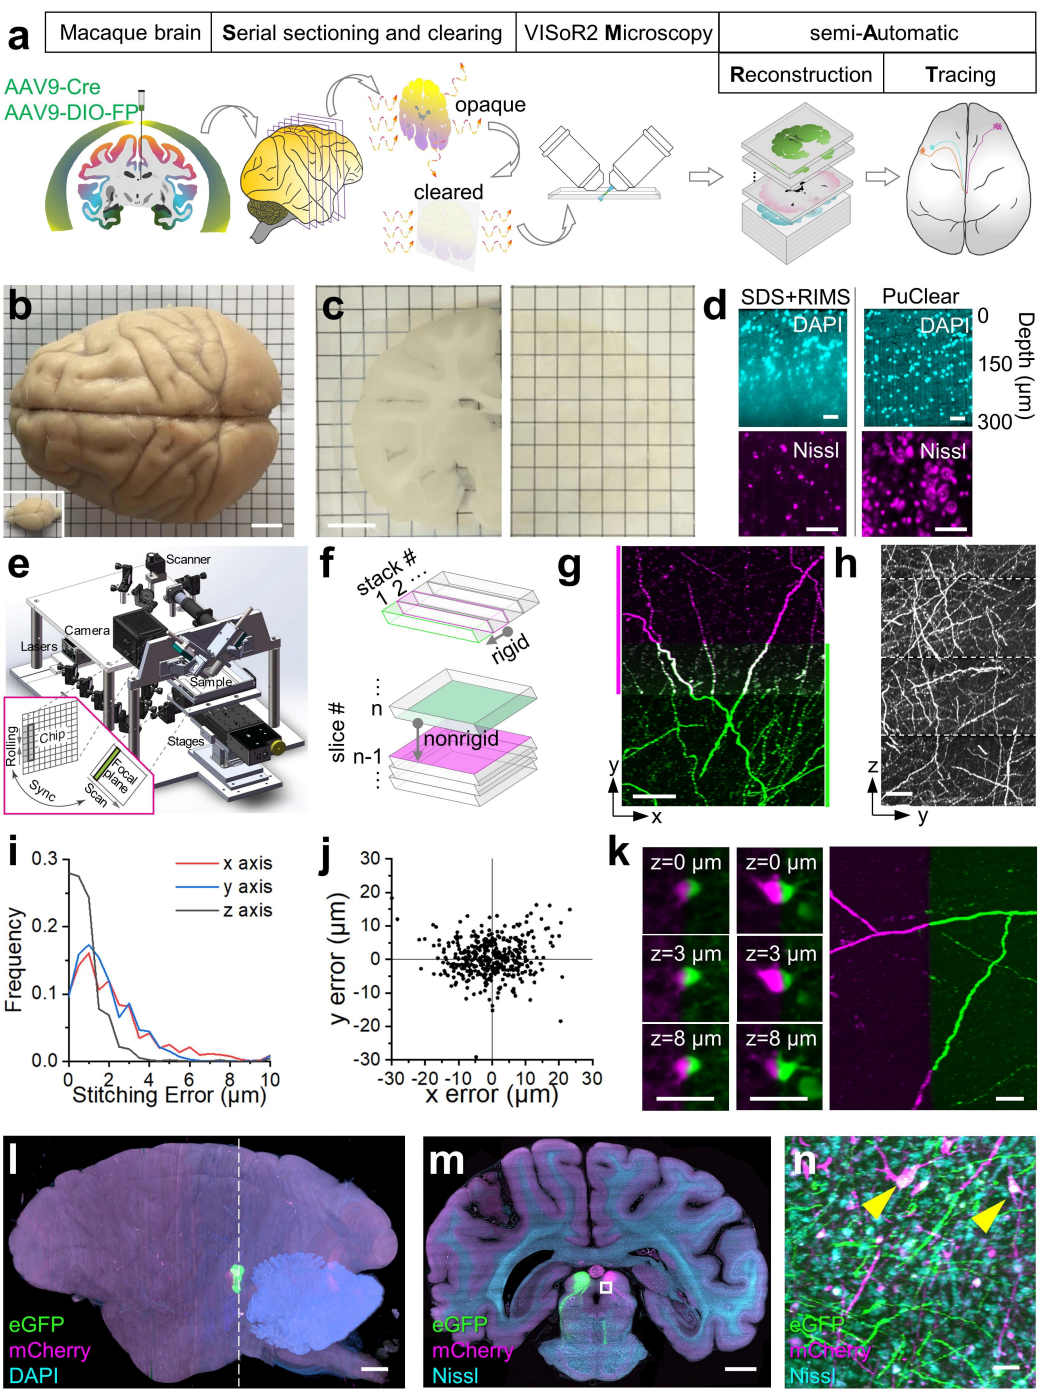 a
Macaque brain
Serial sectioning and clearing
VISoR2 Microscopy
semi-Automatic
Reconstruction
Tracing
AAV9-Cre
AAV9-DIO-FP
opaque
cleared
b
c
d
SDS+RIMS
PuClear
DAPI
DAPI
0
150
300
Depth (µm)
Nissl
Nissl
e
Scanner
Camera
Lasers
Sample
Stages
Rolling
Chip
Sync
Focal plane
Scan
f
stack #
1 2 ...
rigid
slice #
n
nonrigid
n-1
g
y
x
h
z
y
i
0.3
0.2
0.1
0.0
Frequency
x axis
y axis
z axis
0 2 4 6 8 10
Stitching Error (µm)
j
30
20
10
0
-10
-20
-30
y error (µm)
-30 -20 -10 0 10 20 30
x error (µm)
k
z=0 µm
z=0 µm
z=3 µm
z=3 µm
z=8 µm
z=8 µm
l
eGFP
mCherry
DAPI
m
eGFP
mCherry
Nissl
n
eGFP
mCherry
Nissl